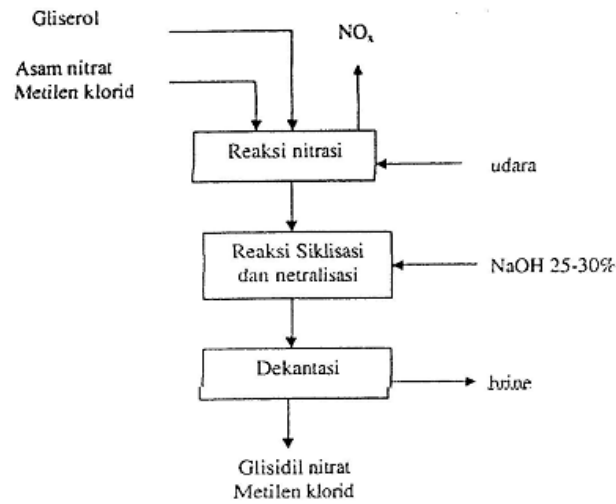 Gliserol
NOx
Asam nitrat
Metilen klorid
Reaksi nitrasi
udara
Reaksi Siklisasi
dan netralisasi
NaOH 25-30%
Dekantasi
brine
Glisidil nitrat
Metilen klorid